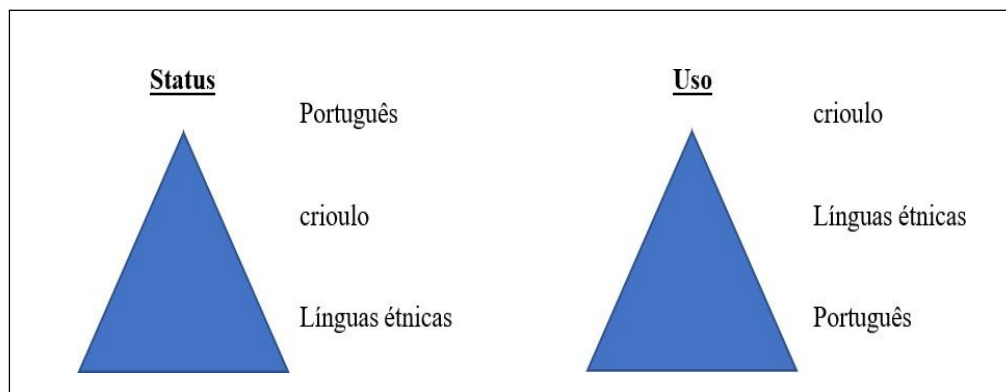 Status
Português
crioulo
Línguas étnicas
Uso
crioulo
Línguas étnicas
Português